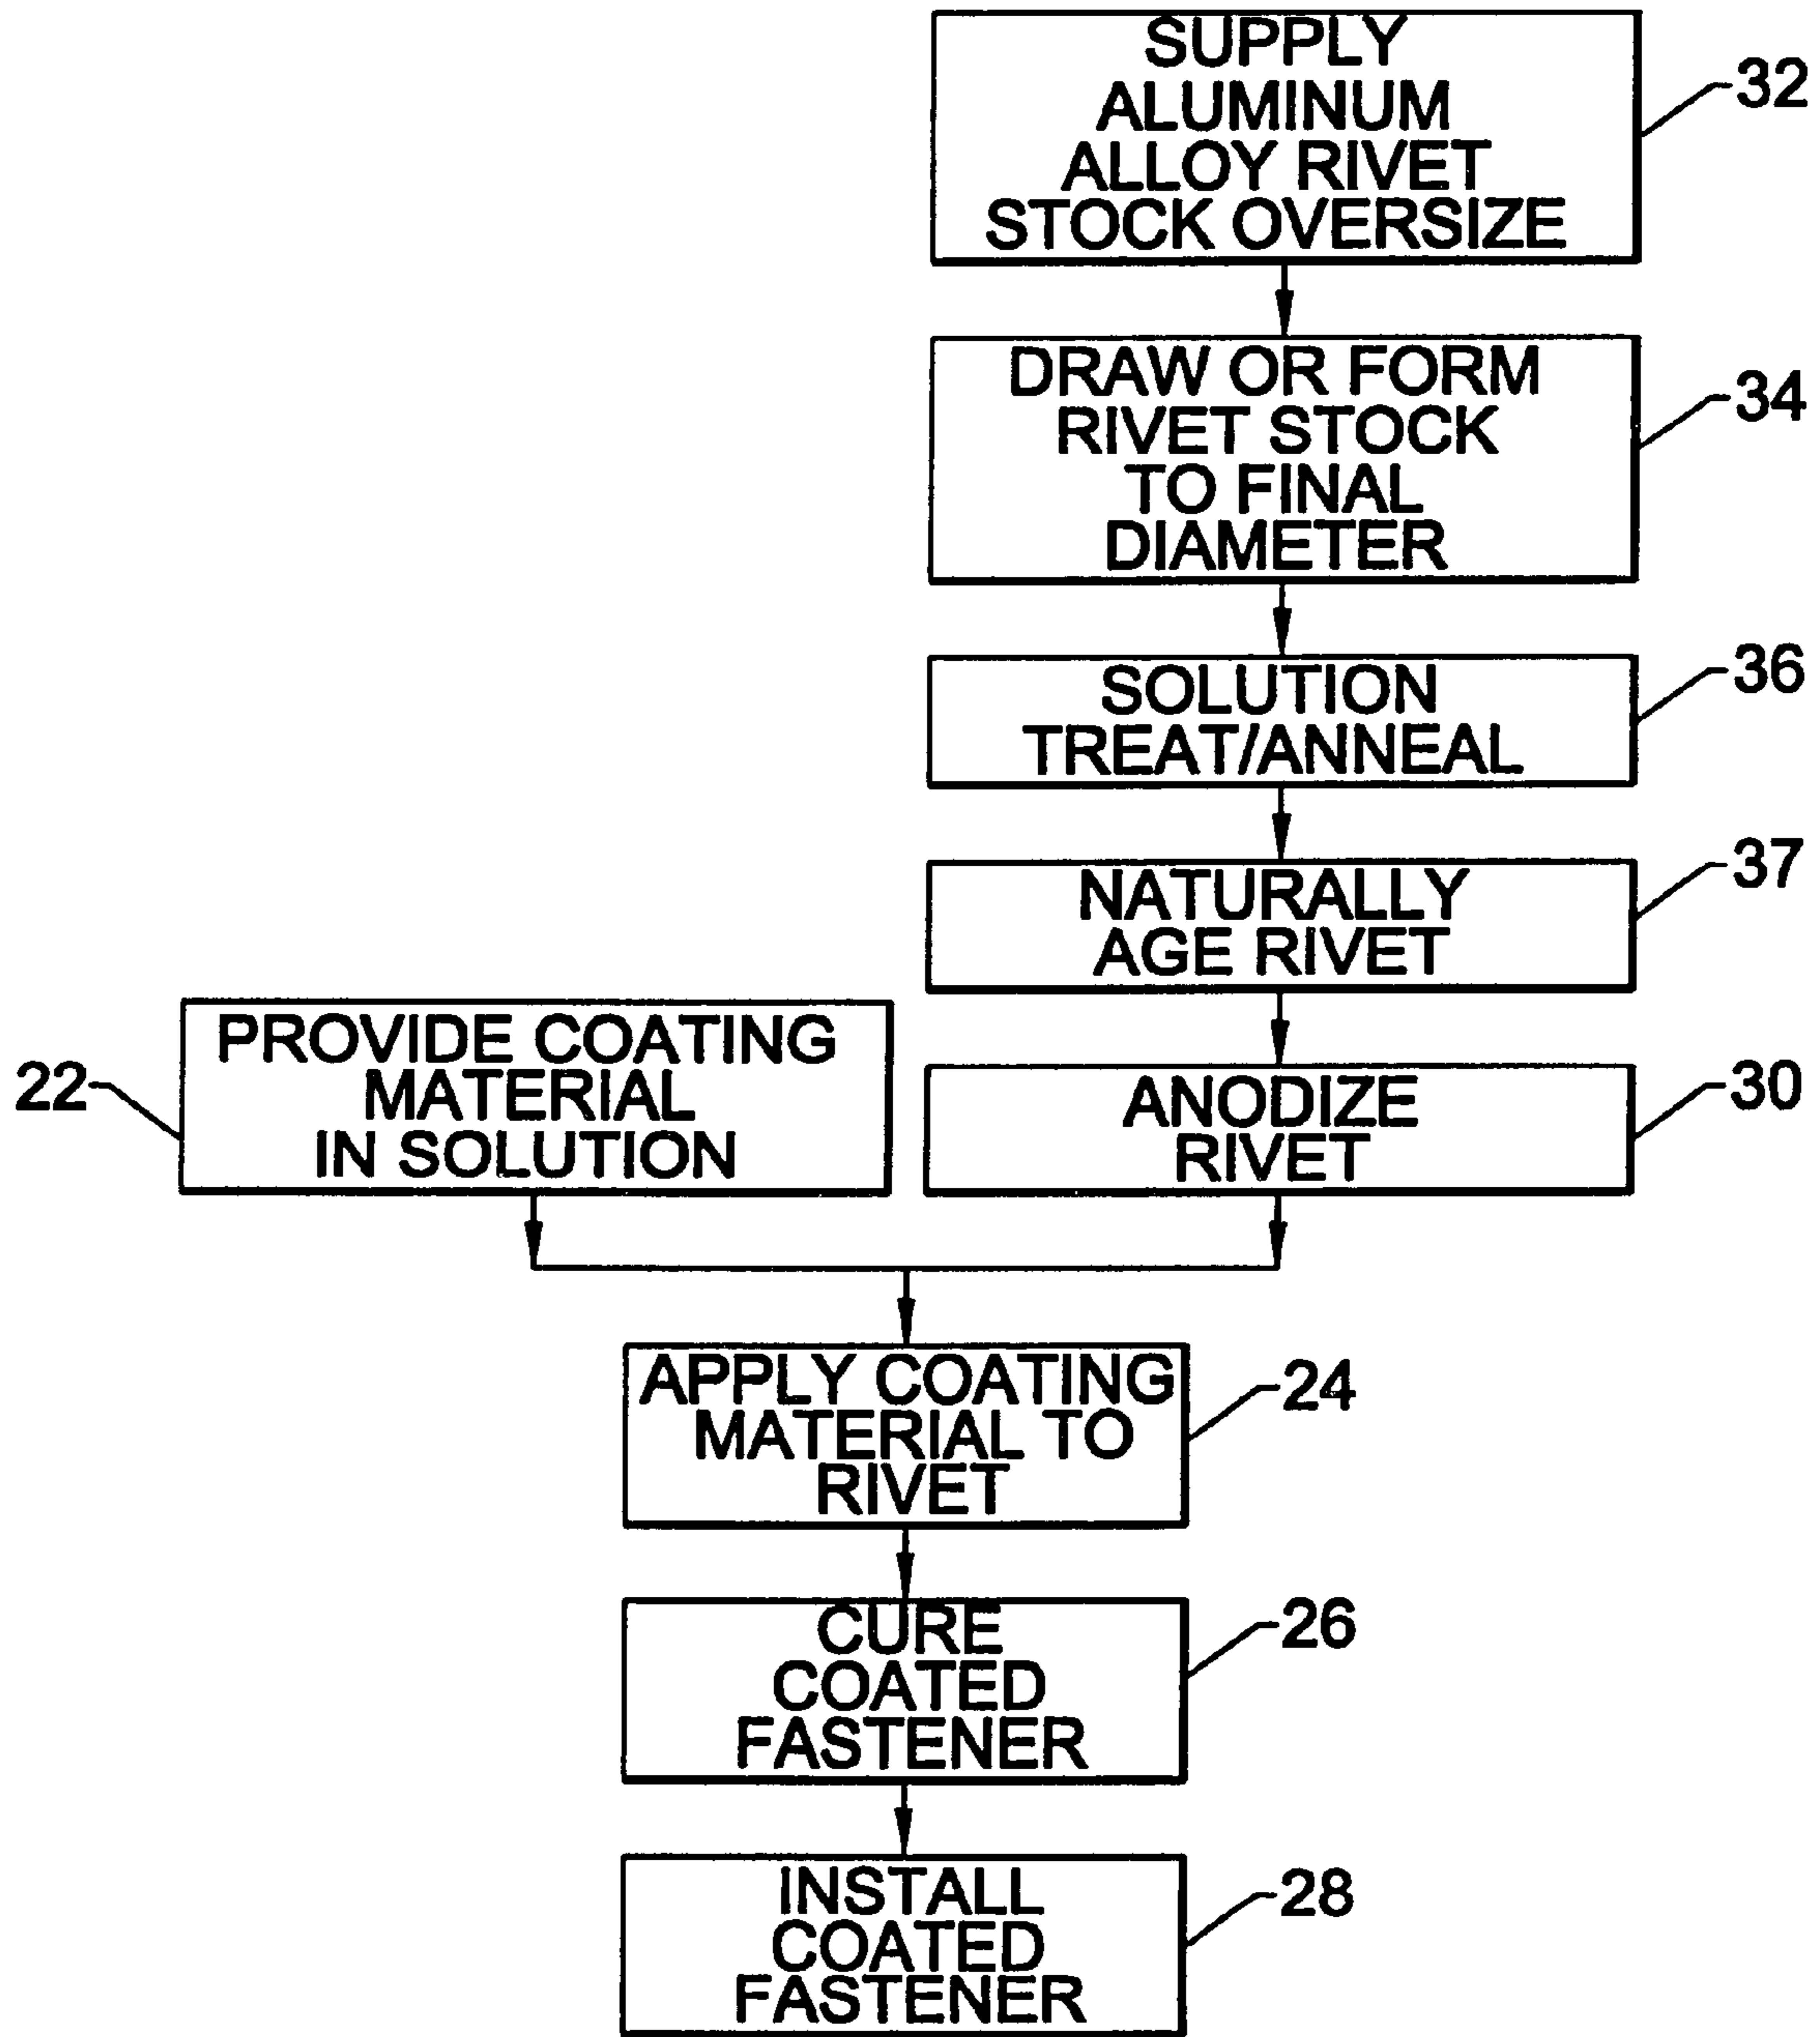 SUPPLY
ALUMINUM
ALLOY RIVET
STOCK OVERSIZE
32
DRAW OR FORM
RIVET STOCK
TO FINAL
DIAMETER
34
SOLUTION
TREAT/ANNEAL
36
NATURALLY
AGE RIVET
37
PROVIDE COATING
MATERIAL
IN SOLUTION
22
ANODIZE
RIVET
30
APPLY COATING
MATERIAL TO
RIVET
24
CURE
COATED
FASTENER
26
INSTALL
COATED
FASTENER
28